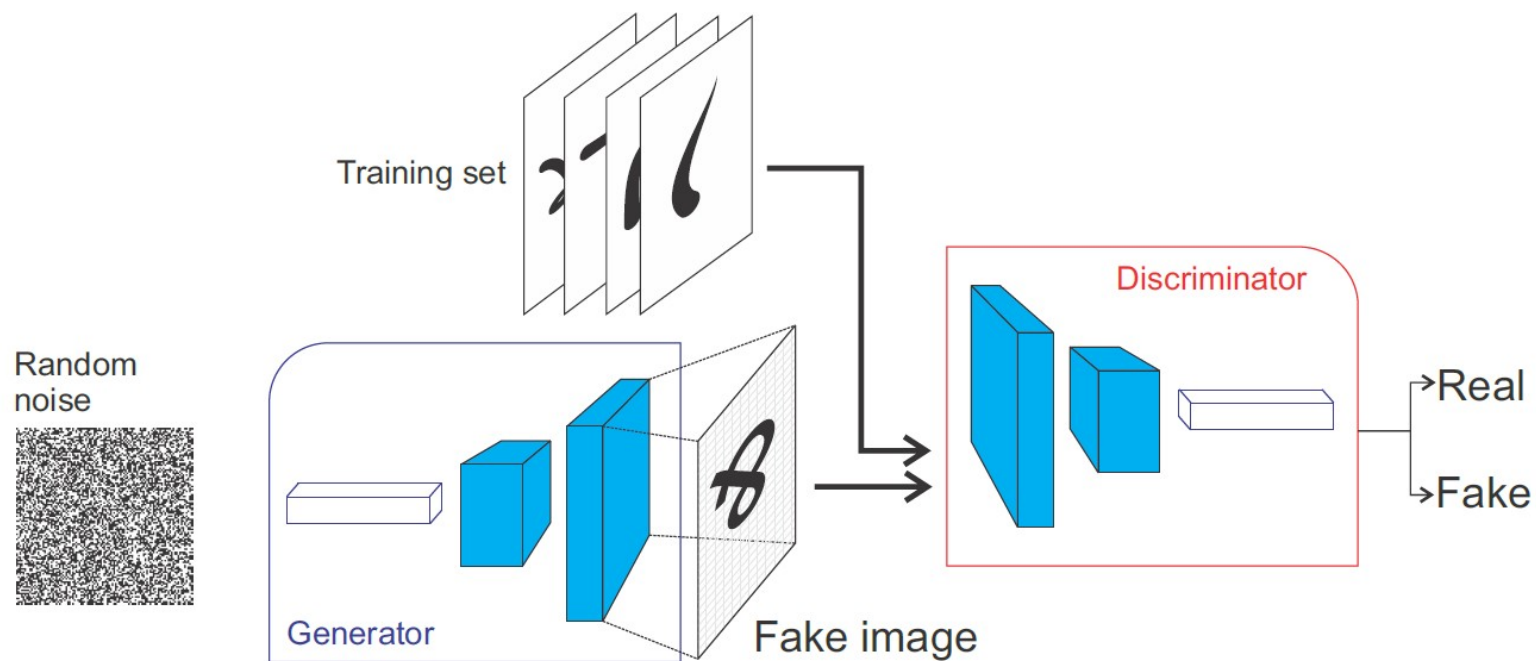 Training set
Discriminator
Random
noise
Real
Fake
Generator
Fake image